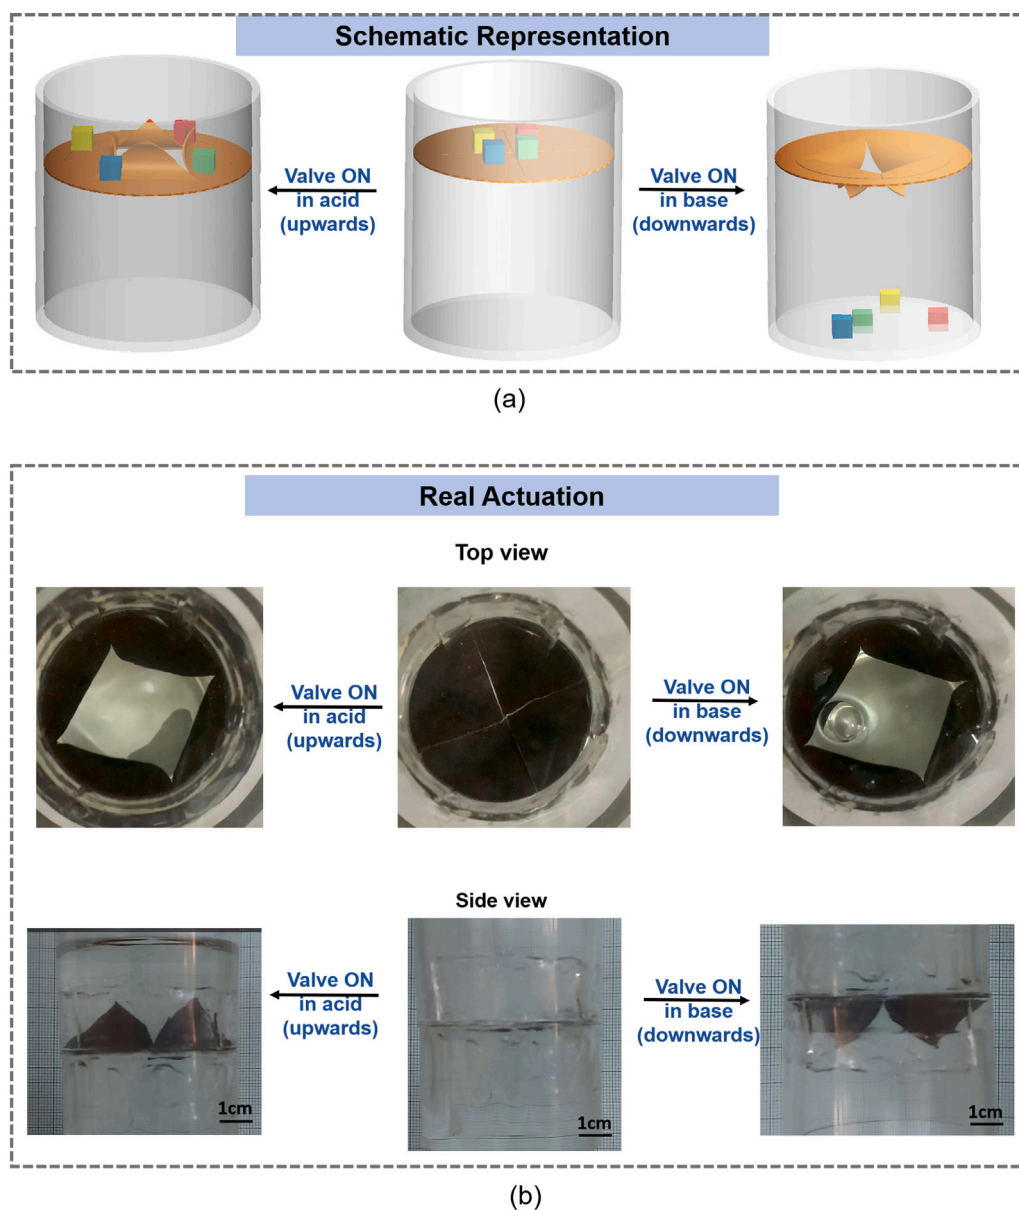 Schematic Representation
Valve ON
in acid
(upwards)
Valve ON
in base
(downwards)
(a)
Real Actuation
Top view
Valve ON
in acid
(upwards)
Valve ON
in base
(downwards)
Side view
Valve ON
in acid
(upwards)
Valve ON
in base
(downwards)
1cm
1cm
1cm
(b)